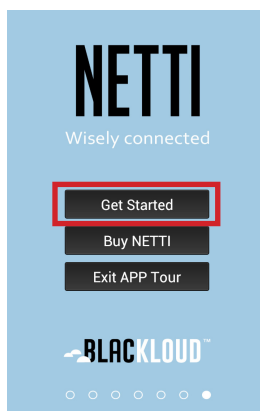 NETTI
Wisely connected
Get Started
Buy NETTI
Exit APP Tour
BLACKLOUD™